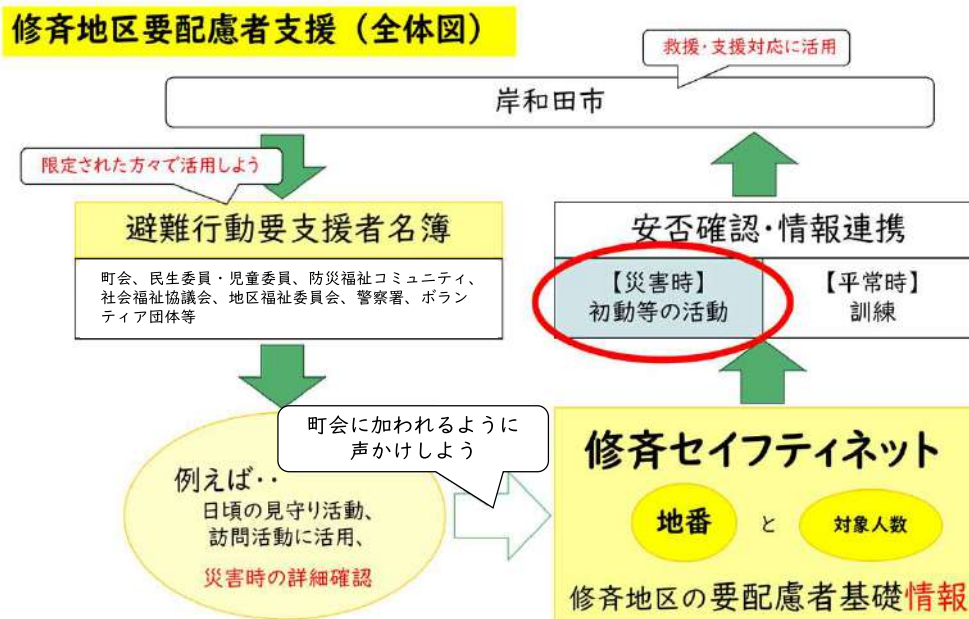 修斉地区要配慮者支援（全体図）
救援・支援対応に活用
岸和田市
限定された方々で活用しよう
避難行動要支援者名簿
町会、民生委員・児童委員、防災福祉コミュニティ、
社会福祉協議会、地区福祉委員会、警察署、ボラン
ティア団体等
安否確認・情報連携
【災害時】
初動等の活動
【平常時】
訓練
例えば・・
日頃の見守り活動、
訪問活動に活用、
災害時の詳細確認
町会に加われるように
声かけしよう
修斉セイフティネット
地番 と 対象人数
修斉地区の要配慮者基礎情報